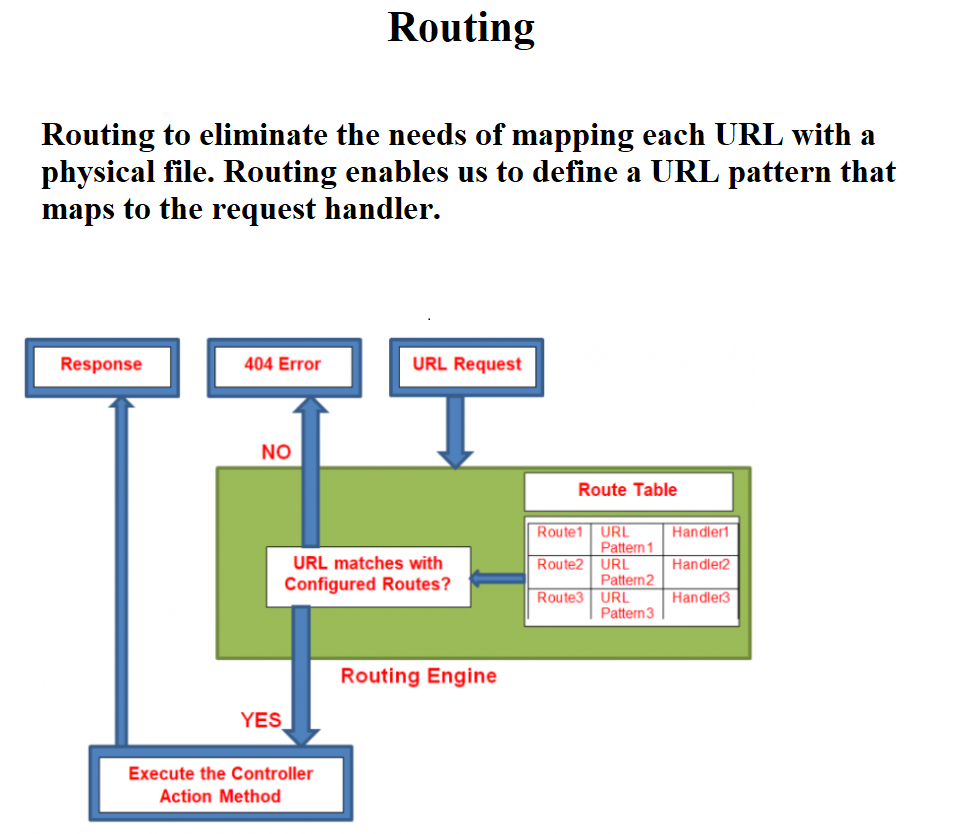 Routing
Routing to eliminate the needs of mapping each URL with a
physical file. Routing enables us to define a URL pattern that
maps to the request handler.
Response
404 Error
URL Request
NO
Route Table
Route1 URL Handler1
Pattern1
Route2 URL Handler2
Pattern2
Route3 URL Handler3
Pattern3
URL matches with
Configured Routes?
Routing Engine
YES
Execute the Controller
Action Method